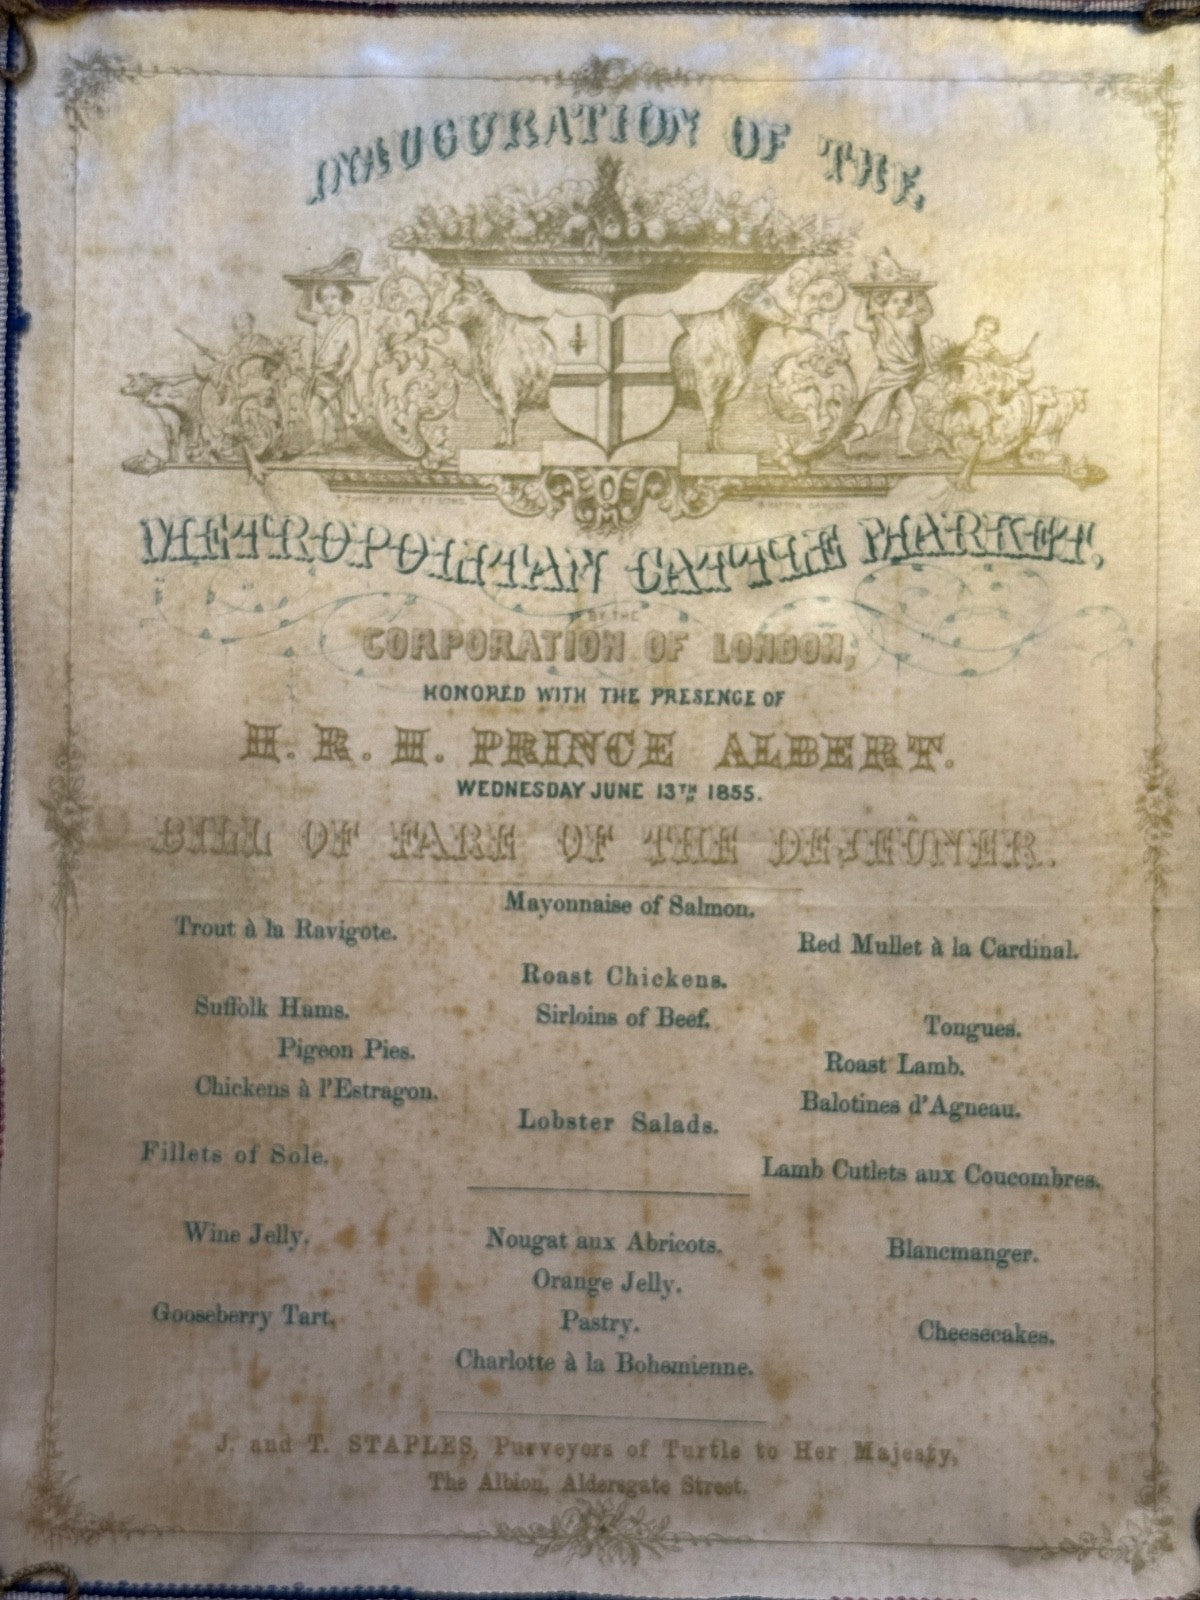 INAUGURATION OF THE,
METROPOLITAN CATTLE MARKET,
BY THE
CORPORATION OF LONDON,
HONORED WITH THE PRESENCE OF
H. R. H. PRINCE ALBERT.
WEDNESDAY JUNE 13TH 1855.
BILL OF FARE OF THE DEJEÛNER.
Mayonnaise of Salmon.
Trout à la Ravigote.
Red Mullet à la Cardinal.
Roast Chickens.
Suffolk Hams.
Sirloins of Beef.
Tongues.
Pigeon Pies.
Roast Lamb.
Chickens à l'Estragon.
Balotines d'Agneau.
Lobster Salads.
Fillets of Sole.
Lamb Cutlets aux Coucombres.
Wine Jelly.
Nougat aux Abricots.
Blancmanger.
Orange Jelly.
Gooseberry Tart.
Pastry.
Cheesecakes.
Charlotte à la Bohemienne.
J. and T. STAPLES, Purveyors of Turtle to Her Majesty,
The Albion, Aldersgate Street.